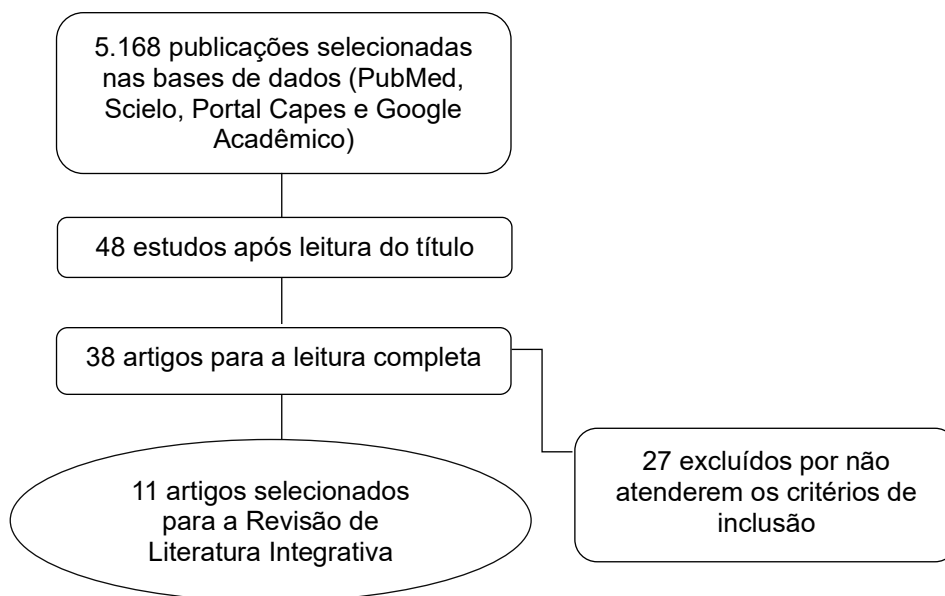 5.168 publicações selecionadas
nas bases de dados (PubMed,
Scielo, Portal Capes e Google
Acadêmico)
48 estudos após leitura do título
38 artigos para a leitura completa
27 excluídos por não
atenderem os critérios de
inclusão
11 artigos selecionados
para a Revisão de
Literatura Integrativa